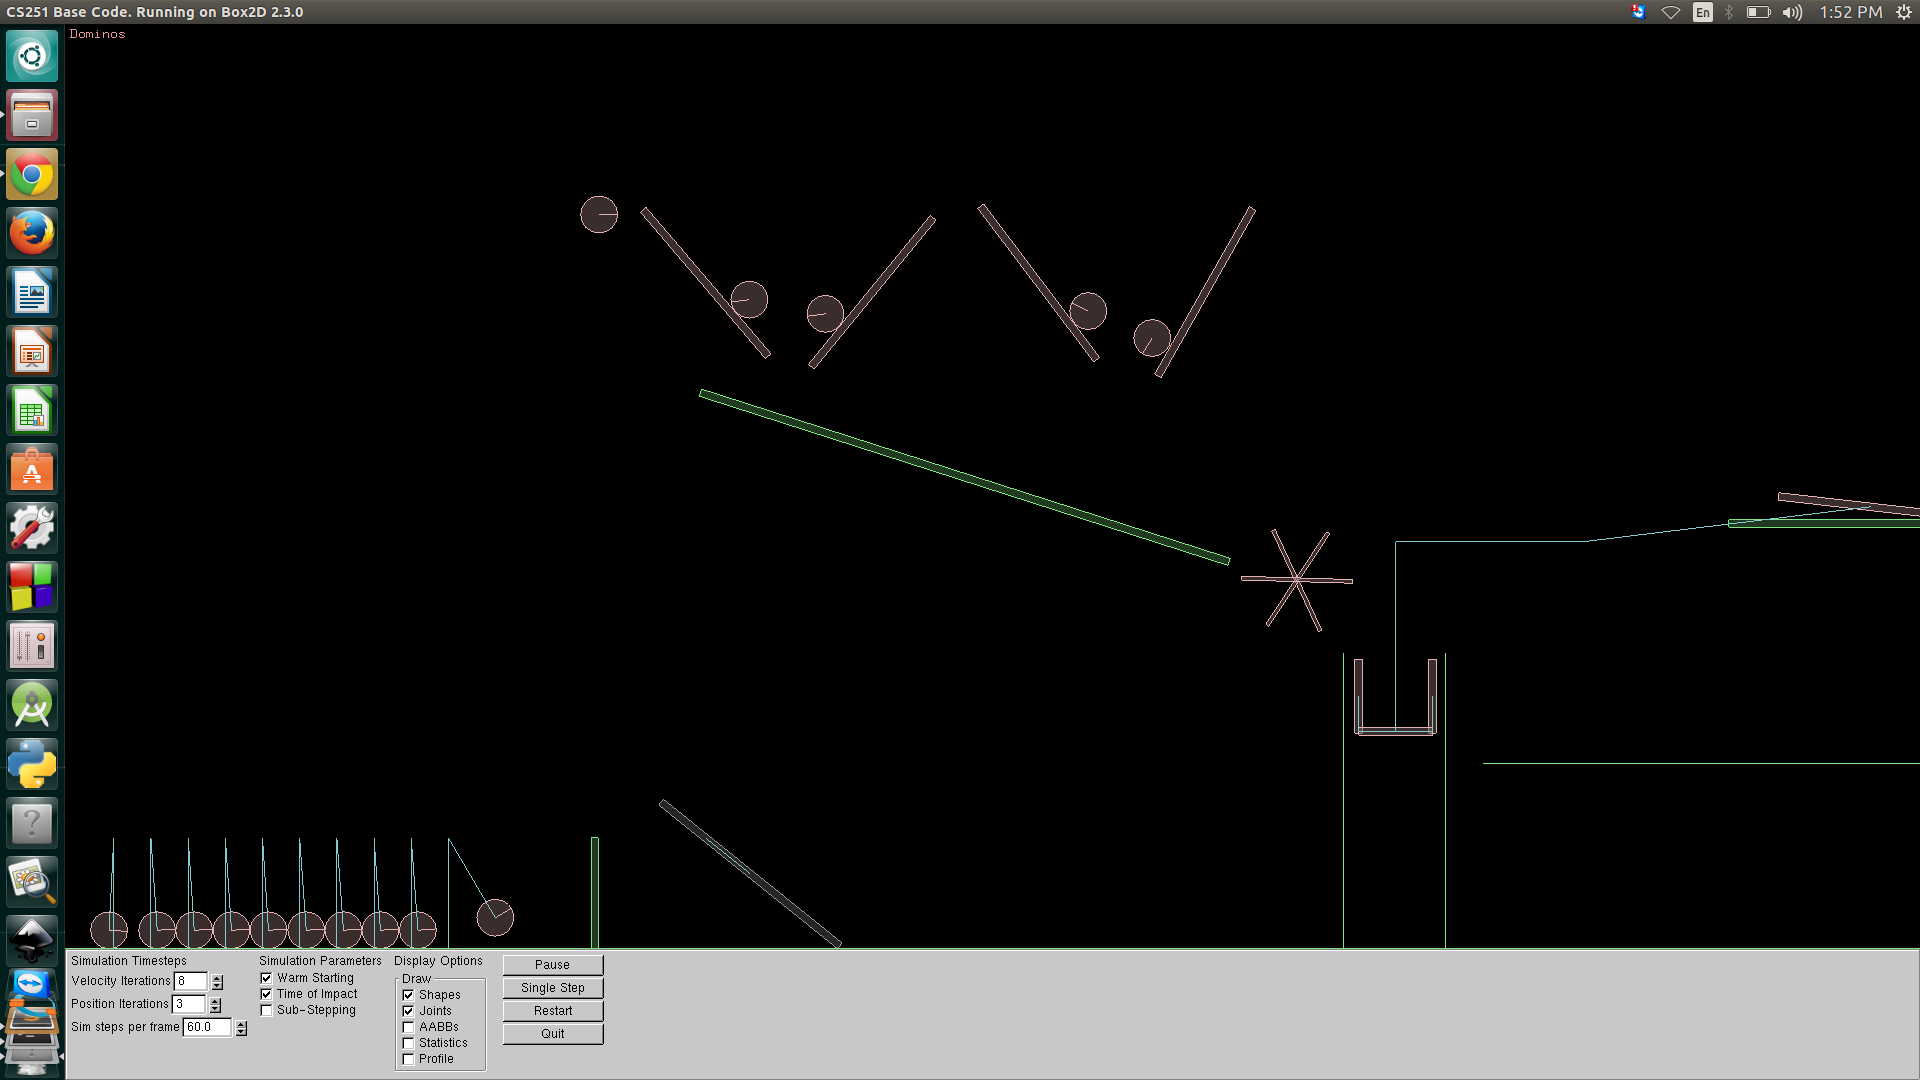 CS251 Base Code. Running on Box2D 2.3.0
En
1:52 PM
Dominos
Simulation Timesteps
Velocity Iterations 8
Position Iterations 3
Sim steps per frame 60.0
Simulation Parameters
Warm Starting
Time of Impact
Sub-Stepping
Display Options
Draw
Shapes
Joints
AABBs
Statistics
Profile
Pause
Single Step
Restart
Quit